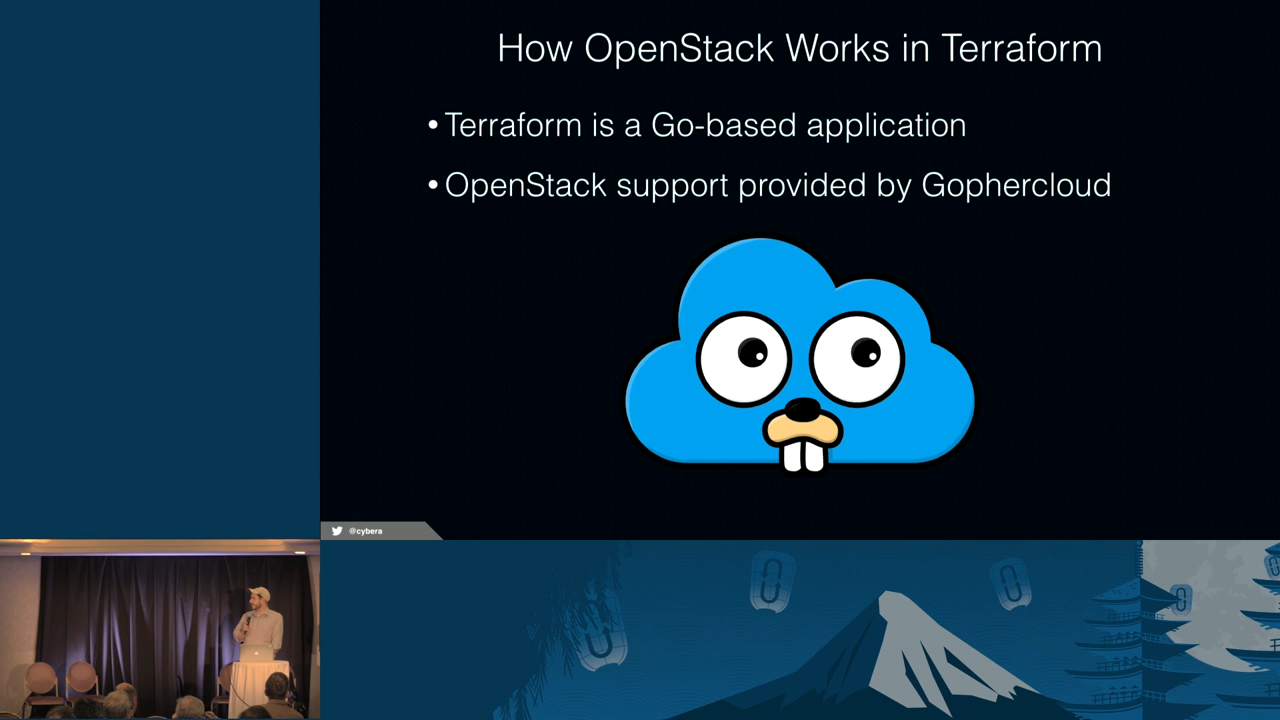 How OpenStack Works in Terraform
• Terraform is a Go-based application
• OpenStack support provided by Gophercloud
@cybera